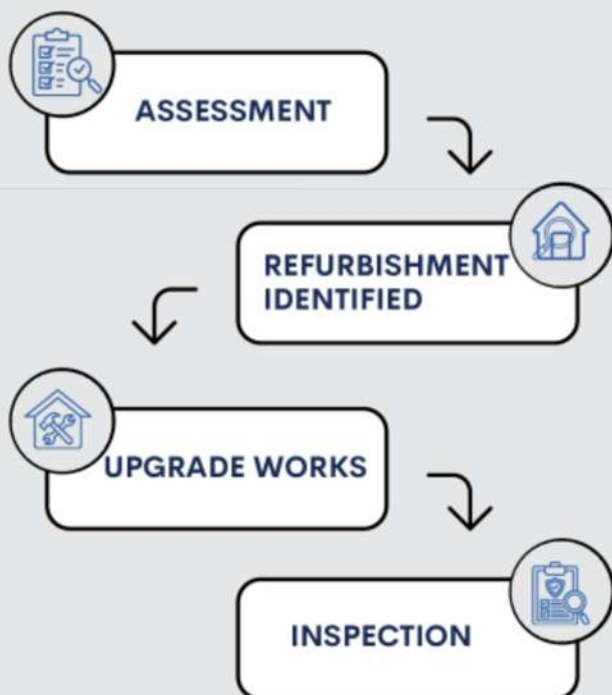 ASSESSMENT
REFURBISHMENT
IDENTIFIED
UPGRADE WORKS
INSPECTION